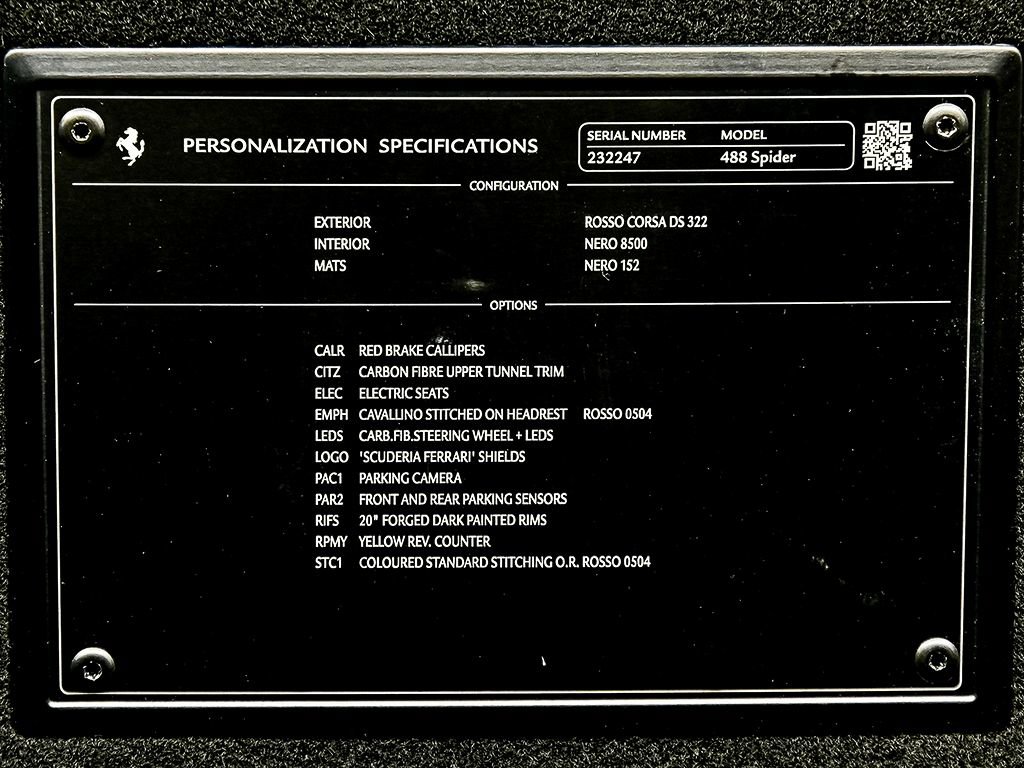 PERSONALIZATION SPECIFICATIONS
SERIAL NUMBER MODEL
232247 488 Spider
CONFIGURATION
EXTERIOR ROSSO CORSA DS 322
INTERIOR NERO 8500
MATS NERO 152
OPTIONS
CALR RED BRAKE CALLIPERS
CITZ CARBON FIBRE UPPER TUNNEL TRIM
ELEC ELECTRIC SEATS
EMPH CAVALLINO STITCHED ON HEADREST ROSSO 0504
LEDS CARB.FIB.STEERING WHEEL + LEDS
LOGO 'SCUDERIA FERRARI' SHIELDS
PAC1 PARKING CAMERA
PAR2 FRONT AND REAR PARKING SENSORS
RIFS 20" FORGED DARK PAINTED RIMS
RPMY YELLOW REV. COUNTER
STC1 COLOURED STANDARD STITCHING O.R. ROSSO 0504